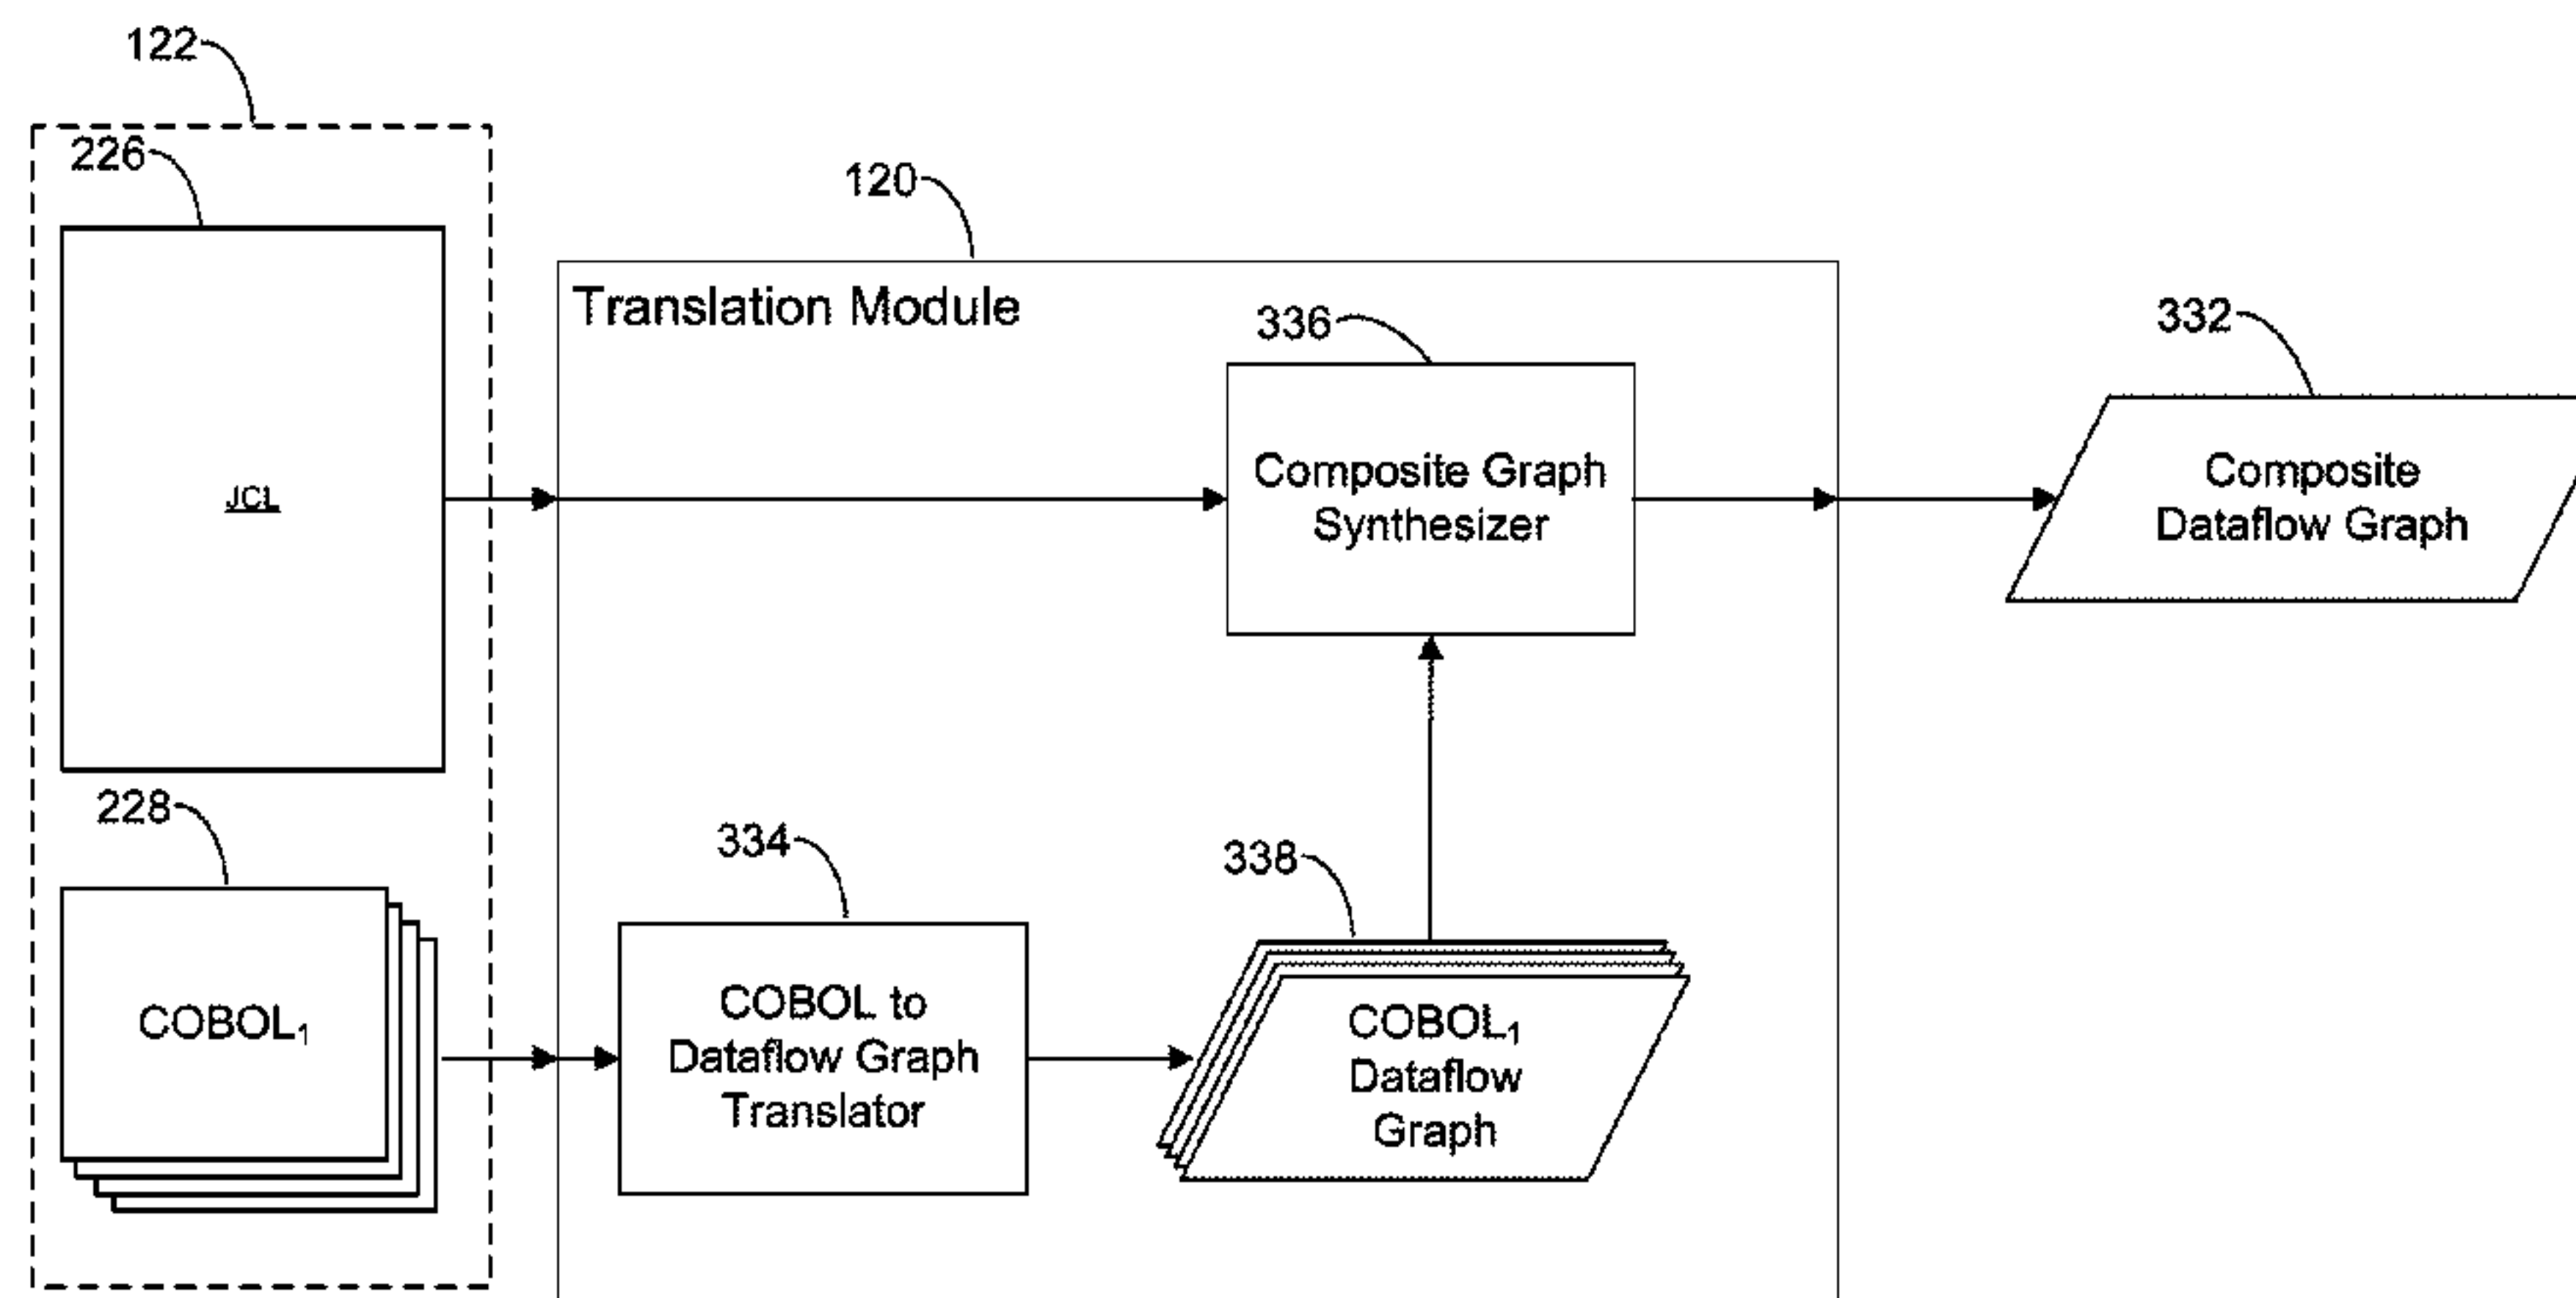 122
226
120
Translation Module
336
332
JCL
Composite Graph
Synthesizer
Composite
Dataflow Graph
228
334
338
COBOL₁
COBOL to
Dataflow Graph
Translator
COBOL₁
Dataflow
Graph